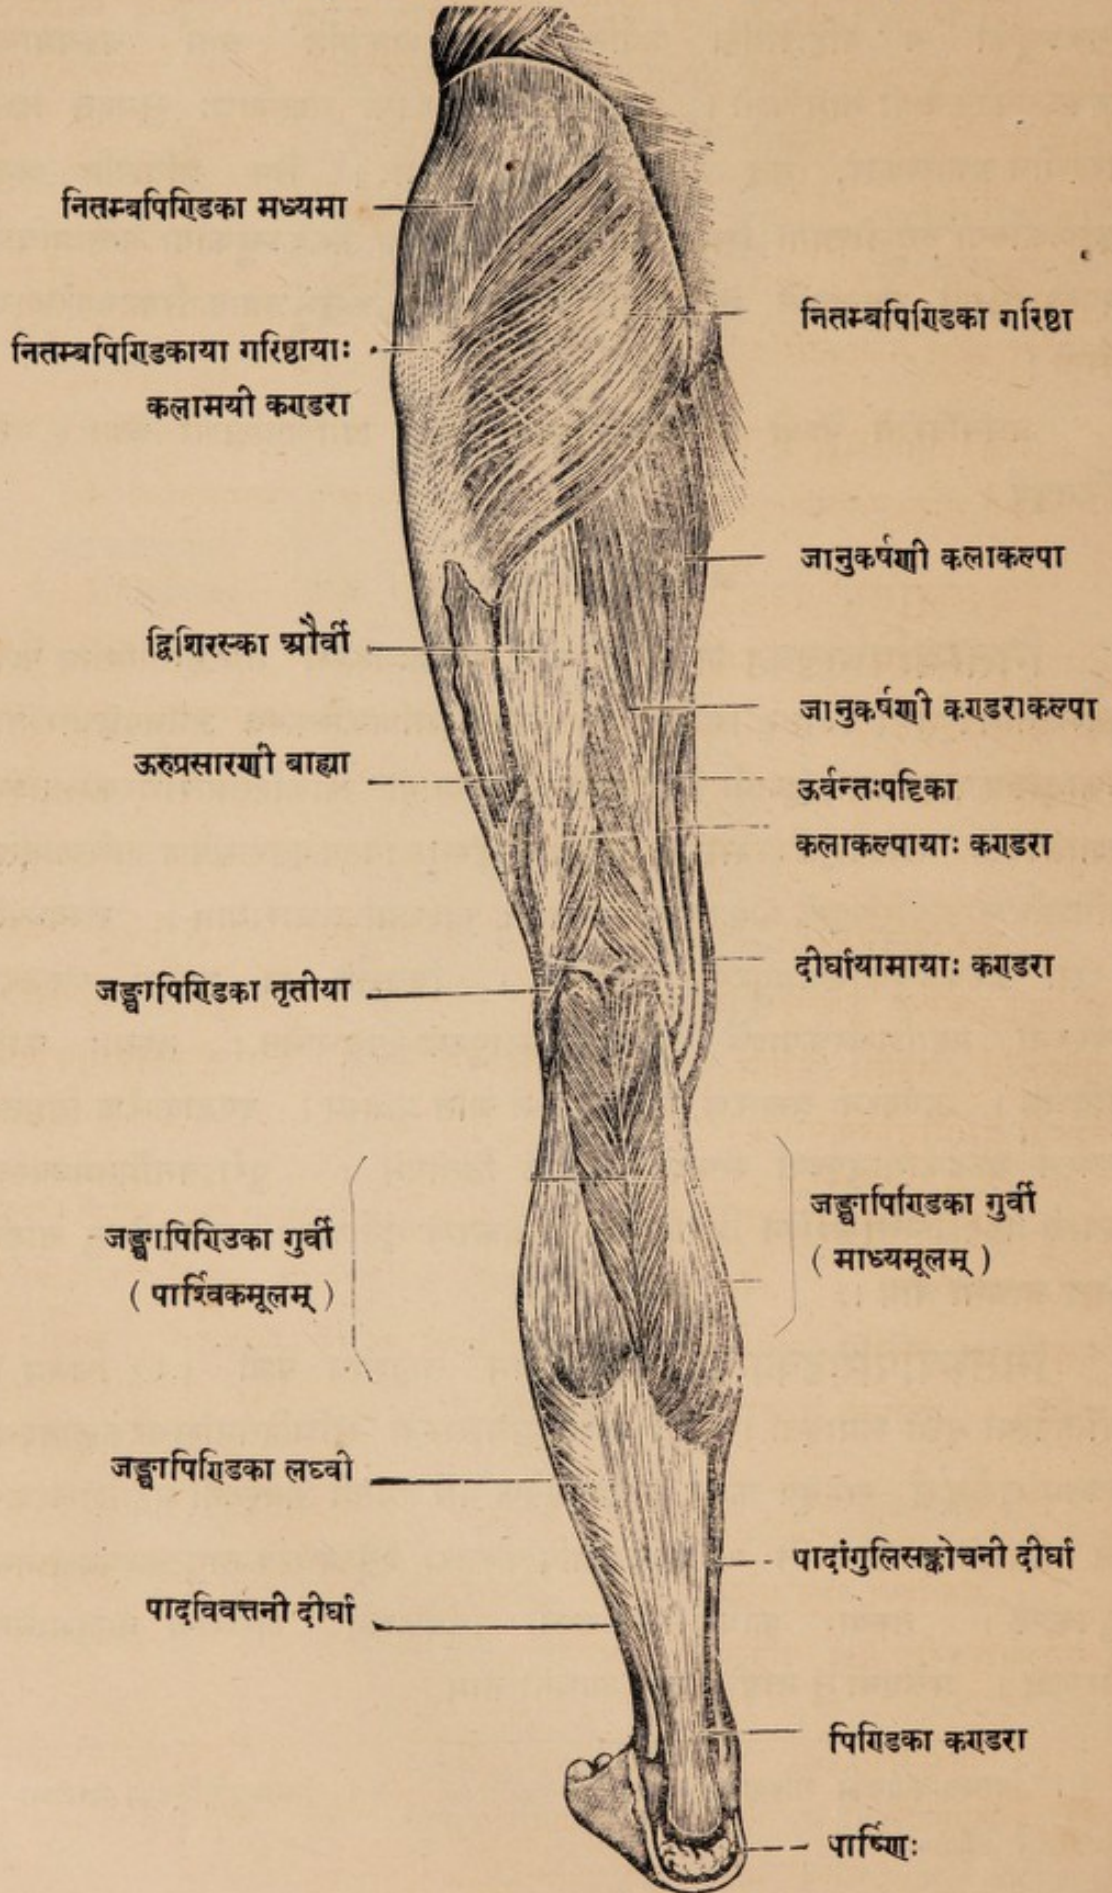 नितम्बपिण्डिका मध्यमा
नितम्बपिण्डिका गरिष्ठा
नितम्बपिण्डिकाया गरिष्ठायाः
कलामयी कण्डरा
जानुकर्षणी कलाकल्पा
द्विशिरस्का और्वी
जानुकर्षणी कण्डराकल्पा
ऊरुप्रसारणी बाह्या
ऊर्वन्तःपट्टिका
कलाकल्पायाः कण्डरा
दीर्घायामायाः कण्डरा
जङ्घापिण्डिका तृतीया
जङ्घापिण्डिका गुर्वी
( माध्यमूलम् )
जङ्घापिण्उिका गुर्वी
( पार्श्विकमूलम् )
जङ्घापिण्डिका लघ्वी
पादांगुलिसङ्कोचनी दीर्घा
पादविवत्तनी दीर्घा
पिण्डिका कण्डरा
पार्ष्णिः